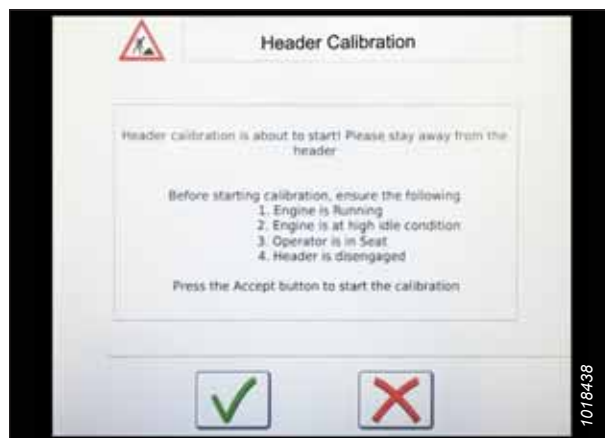 Header Calibration
Header calibration is about to start! Please stay away from the
header
Before starting calibration, ensure the following
1. Engine is Running
2. Engine is at high idle condition
3. Operator is in Seat
4. Header is disengaged
Press the Accept button to start the calibration
1018438